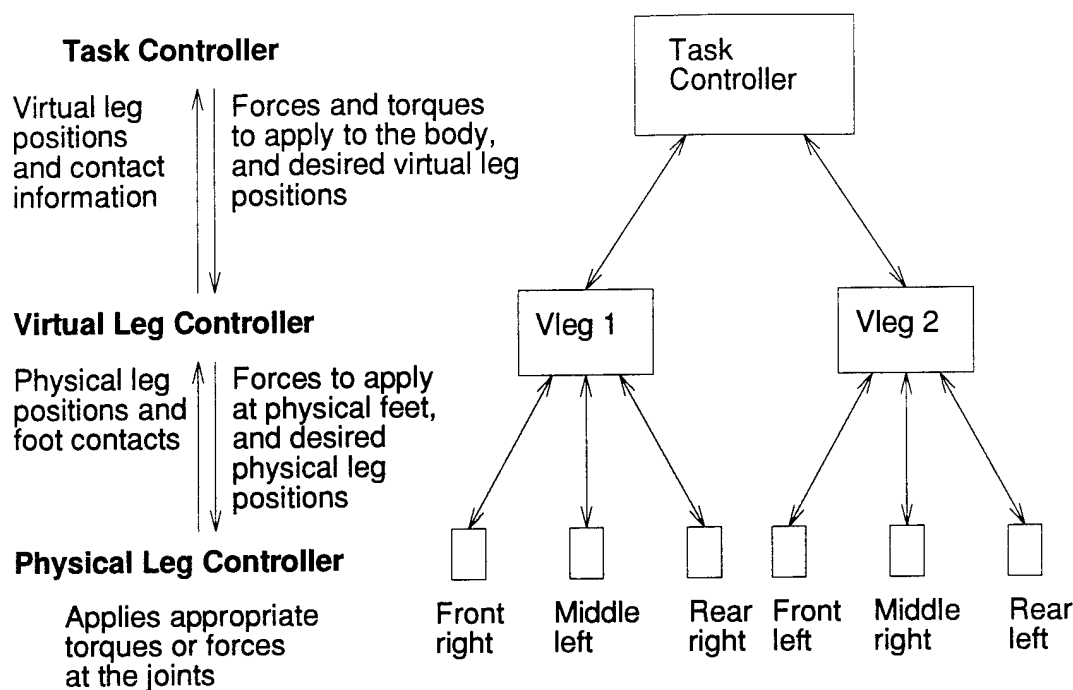 Task Controller
Virtual leg
positions
and contact
information
Forces and torques
to apply to the body,
and desired virtual leg
positions
Virtual Leg Controller
Physical leg
positions and
foot contacts
Forces to apply
at physical feet,
and desired
physical leg
positions
Physical Leg Controller
Applies appropriate
torques or forces
at the joints
Task
Controller
Vleg 1
Vleg 2
Front
right
Middle
left
Rear
right
Front
left
Middle
right
Rear
left